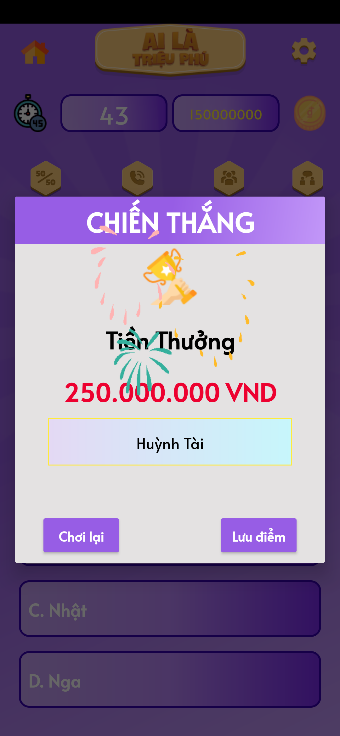 AI LÀ
TRIỆU PHÚ
45
43
150000000
50/50
CHIẾN THẮNG
Tiền Thưởng
250.000.000 VND
Huỳnh Tài
Chơi lại
Lưu điểm
C. Nhật
D. Nga